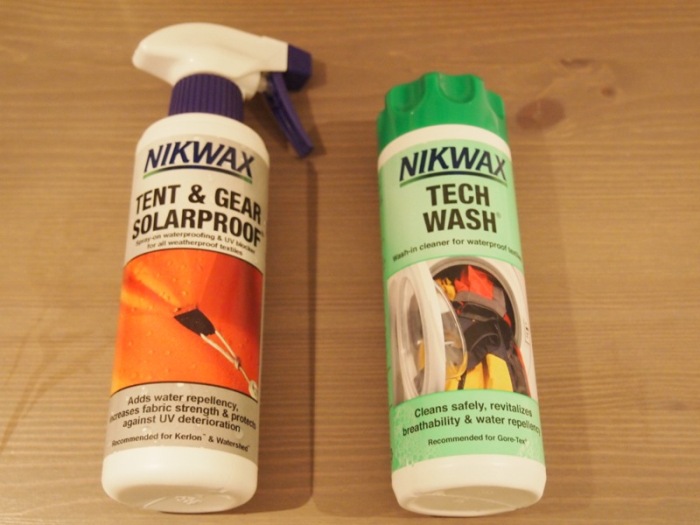 NIKWAX
TENT & GEAR
SOLARPROOF®
Spray-on waterproofing & UV blocker
for all weatherproof textiles
Adds water repellency,
increases fabric strength & protects
against UV deterioration
Recommended for Kerlon™ & Watershed
NIKWAX
TECH
WASH®
Wash-in cleaner for waterproof textiles
Cleans safely, revitalizes
breathability & water repellency
Recommended for Gore-Tex®